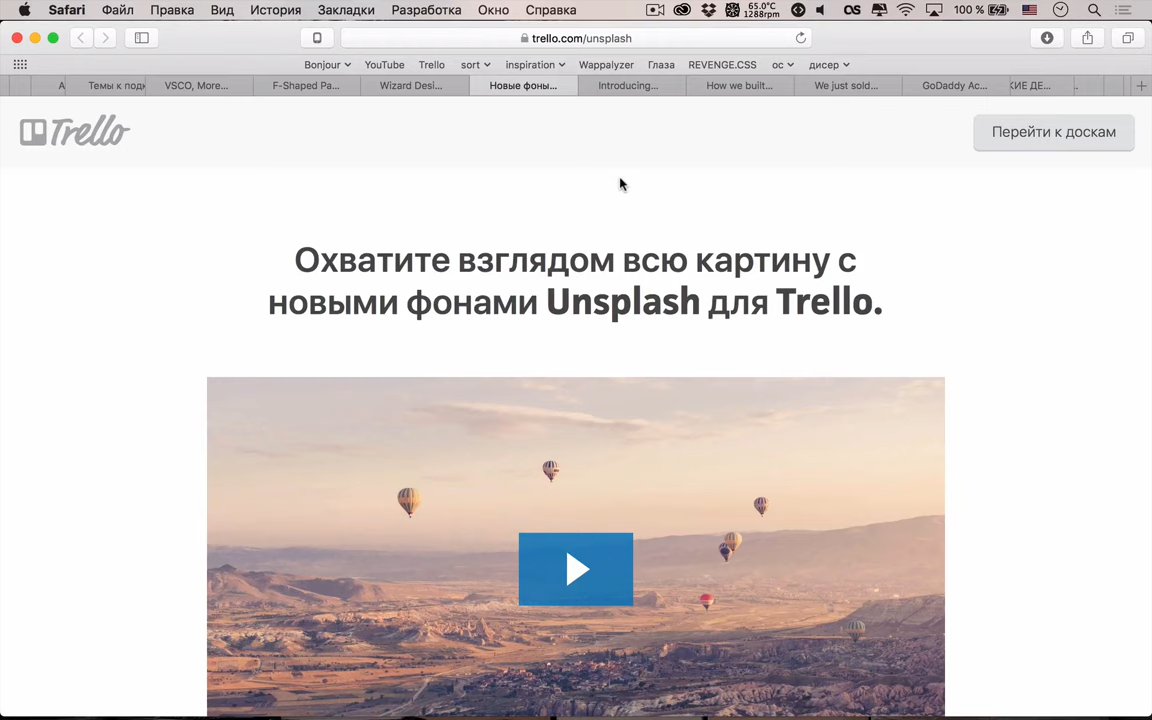 Safari Файл Правка Вид История Закладки Разработка Окно Справка 65.0°C 1288rpm 100 %
trello.com/unsplash
Bonjour YouTube Trello sort inspiration Wappalyzer Глаза REVENGE.CSS ос дисер
А Темы к подк VSCO, More... F-Shaped Pa... Wizard Desi... Новые фоны... Introducing... How we built... We just sold... GoDaddy Ac... КИЕ ДЕ...
Trello Перейти к доскам
Охватите взглядом всю картину с
новыми фонами Unsplash для Trello.